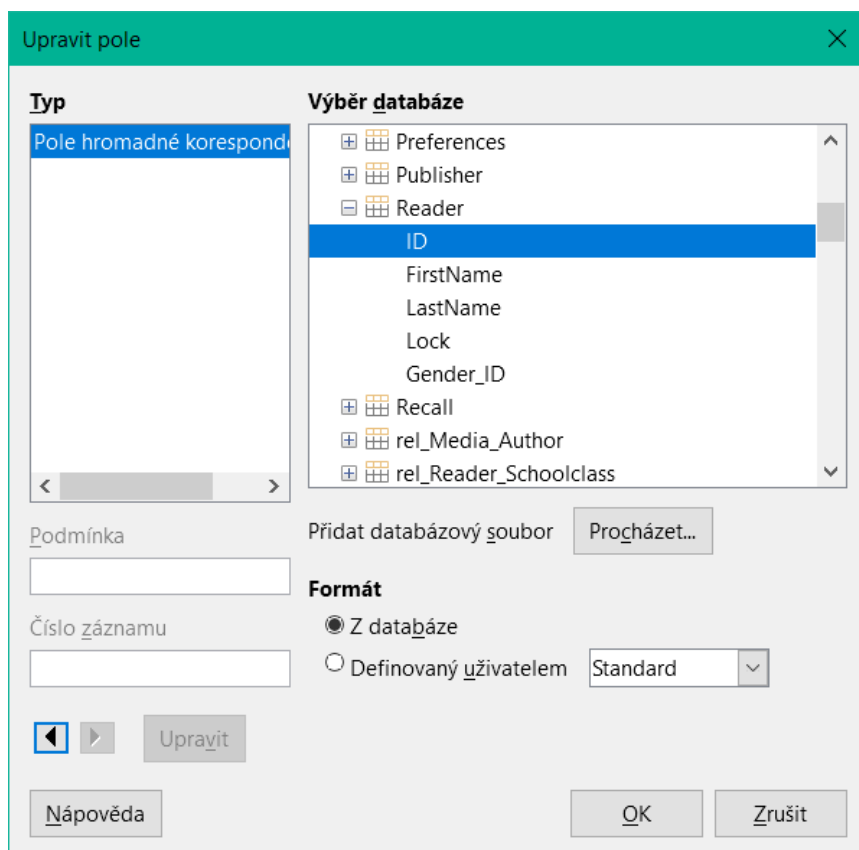 Upravit pole
Typ
Výběr databáze
Pole hromadné koresponde
Preferences
Publisher
Reader
ID
FirstName
LastName
Lock
Gender_ID
Recall
rel_Media_Author
rel_Reader_Schoolclass
Přidat databázový soubor Procházet...
Podmínka
Formát
Číslo záznamu
Z databáze
Definovaný uživatelem Standard
Upravit
Nápověda OK Zrušit